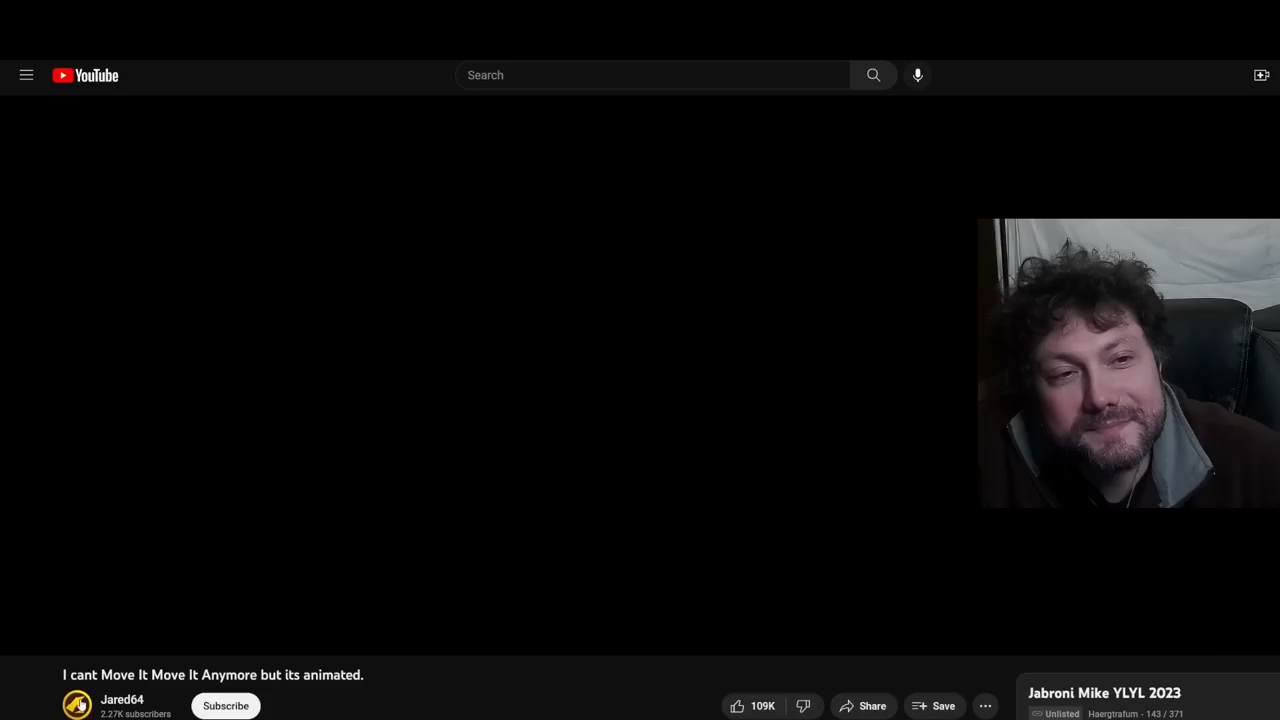 YouTube
Search
I cant Move It Move It Anymore but its animated.
Jared64
2.27K subscribers
Subscribe
109K
Share
Save
Jabroni Mike YLYL 2023
Unlisted Haergtrafum - 143 / 371